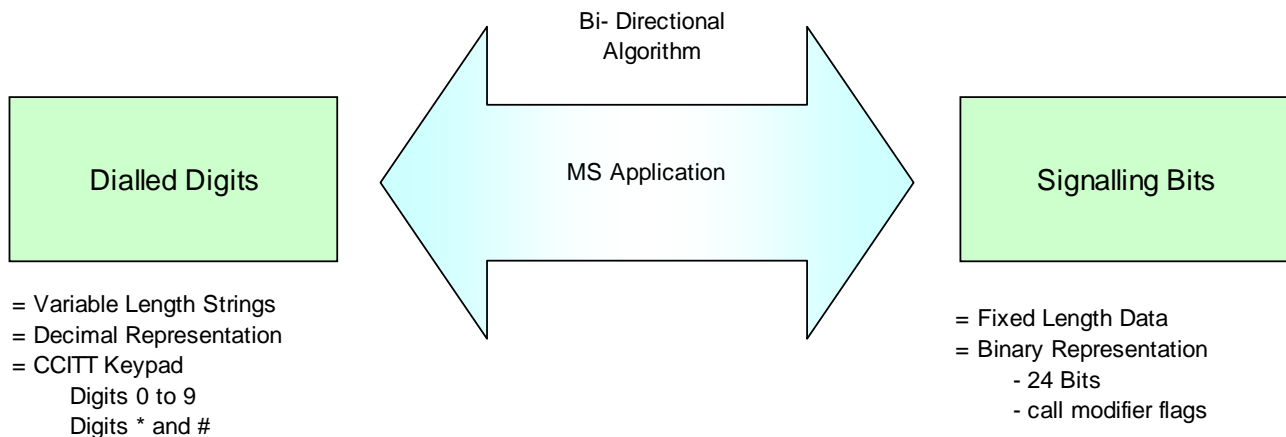 Bi- Directional
Algorithm
Dialled Digits
MS Application
Signalling Bits
= Variable Length Strings
= Decimal Representation
= CCITT Keypad
Digits 0 to 9
Digits * and #
= Fixed Length Data
= Binary Representation
- 24 Bits
- call modifier flags